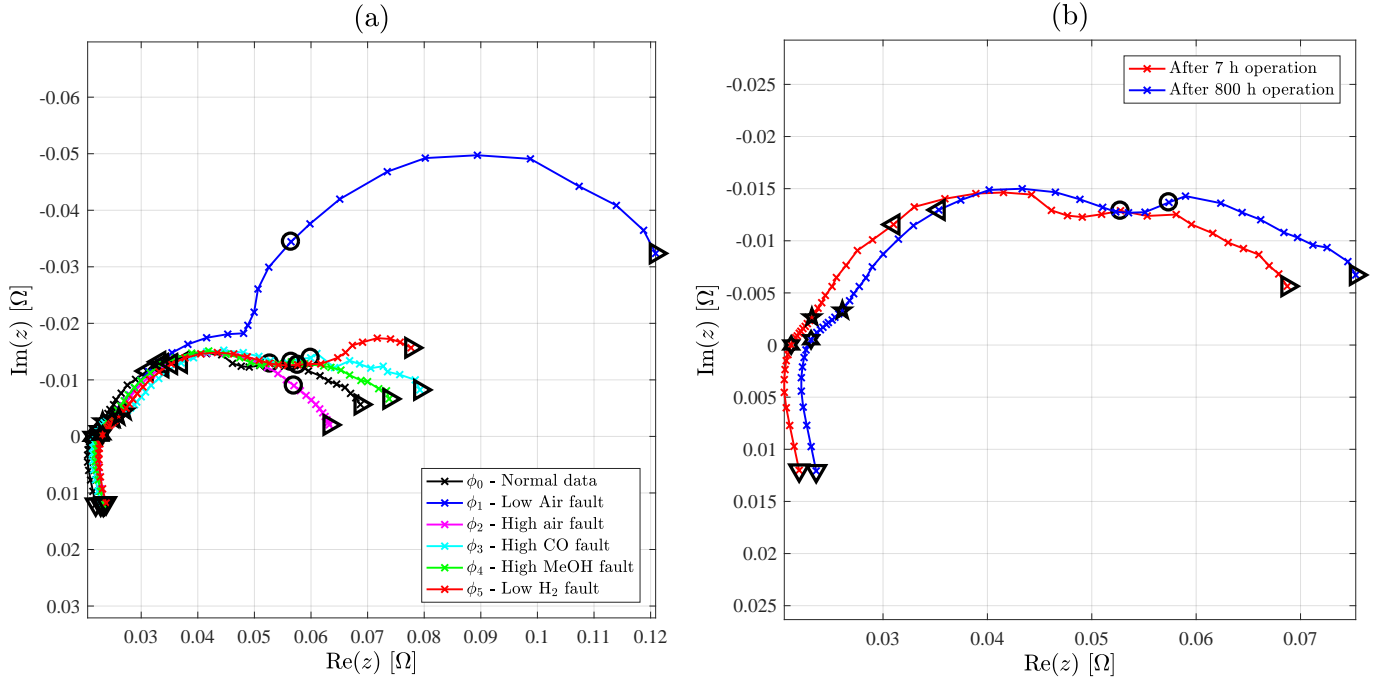 (a)
-0.06
-0.05
-0.04
-0.03
-0.02
-0.01
0
0.01
0.02
0.03
Im(z) [Ω]
0.03 0.04 0.05 0.06 0.07 0.08 0.09 0.1 0.11 0.12
Re(z) [Ω]
ϕ0 - Normal data
ϕ1 - Low Air fault
ϕ2 - High air fault
ϕ3 - High CO fault
ϕ4 - High MeOH fault
ϕ5 - Low H2 fault
(b)
-0.025
-0.02
-0.015
-0.01
-0.005
0
0.005
0.01
0.015
0.02
0.025
Im(z) [Ω]
0.03 0.04 0.05 0.06 0.07
Re(z) [Ω]
After 7 h operation
After 800 h operation